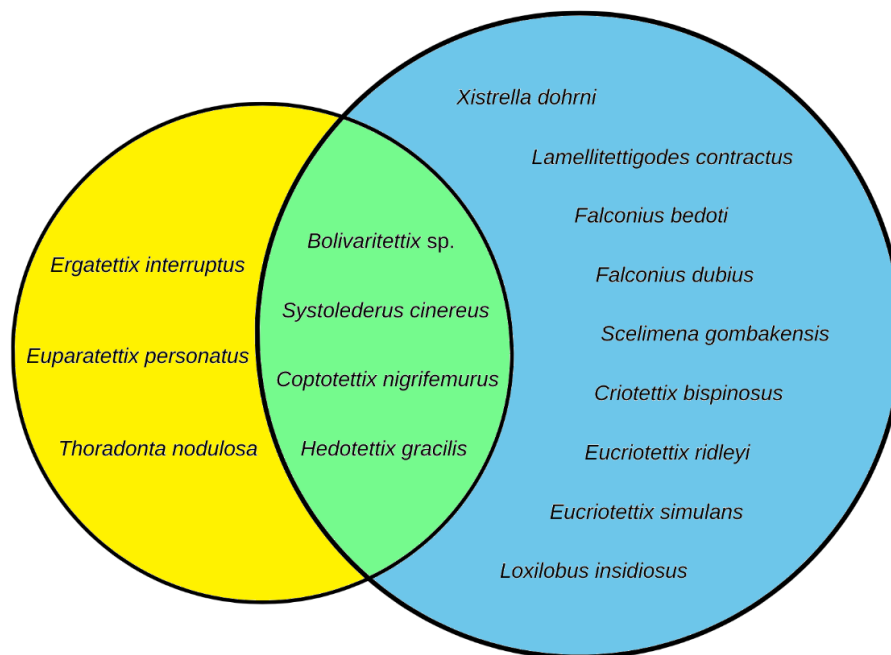 Ergatettix interruptus
Euparatettix personatus
Thoradonta nodulosa
Bolivaritettix sp.
Systolederus cinereus
Coptotettix nigrifemurus
Hedotettix gracilis
Xistrella dohrni
Lamellitettigodes contractus
Falconius bedoti
Falconius dubius
Scelimena gombakensis
Criotettix bispinosus
Eucriotettix ridleyi
Eucriotettix simulans
Loxilobus insidiosus